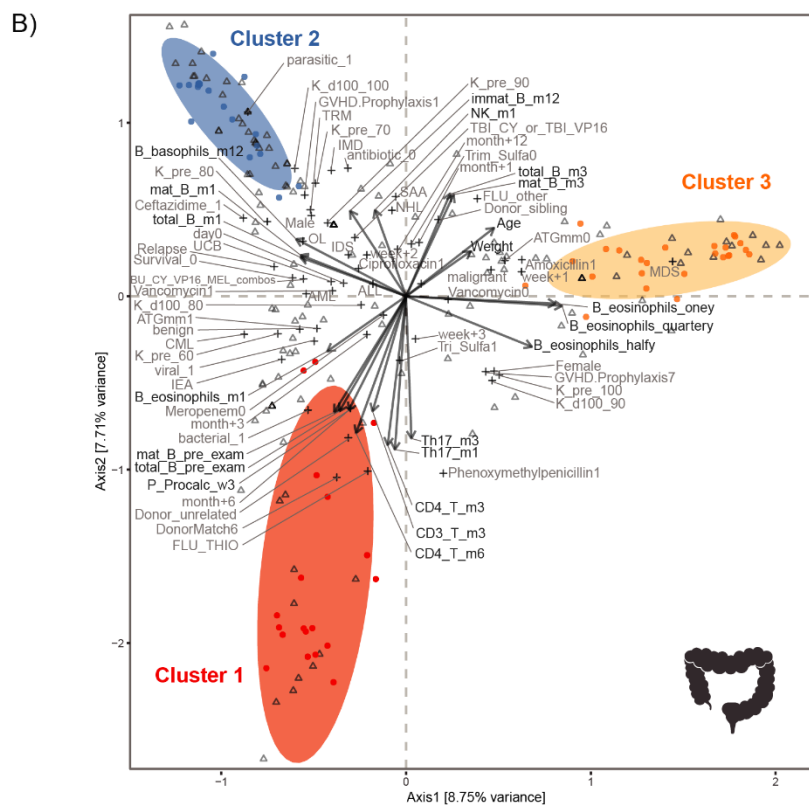 B)
Cluster 2
parasitic_1
K_d100_100
GVHD.Prophylaxis1
TRM
K_pre_70
IMD
antibiotic_0
K_pre_90
immat_B_m12
NK_m1
TBI_CY_or_TBI_VP16
month+12
Trim_Sulfa0
month+1
total_B_m3
mat_B_m3
FLU_other
Donor_sibling
Age
Weight
ATGmm0
Cluster 3
B_basophils_m12
K_pre_80
mat_B_m1
Ceftazidime_1
total_B_m1
day0
UCB
Relapse
Survival_0
BU_CY_VP16_MEL_combos
Vancomycin1
K_d100_80
ATGmm1
benign
CML
K_pre_60
viral_1
IEA
B_eosinophils_m1
Meropenem0
month+3
bacterial_1
mat_B_pre_exam
total_B_pre_exam
P_Procalc_w3
month+6
Donor_unrelated
DonorMatch6
FLU_THIO
Male
OL
IDS
SAA
NHL
week+2
Ciprofloxacin1
AML
ALL
malignant
Amoxicillin1
week+1
MDS
Vancomycin0
B_eosinophils_oney
B_eosinophils_quartery
B_eosinophils_halfy
week+3
Tri_Sulfa1
Female
GVHD.Prophylaxis7
K_pre_100
K_d100_90
Th17_m3
Th17_m1
Phenoxymethylpenicillin1
CD4_T_m3
CD3_T_m3
CD4_T_m6
Cluster 1
1
0
−1
−2
Axis2 [7.71% variance]
−1
0
1
2
Axis1 [8.75% variance]